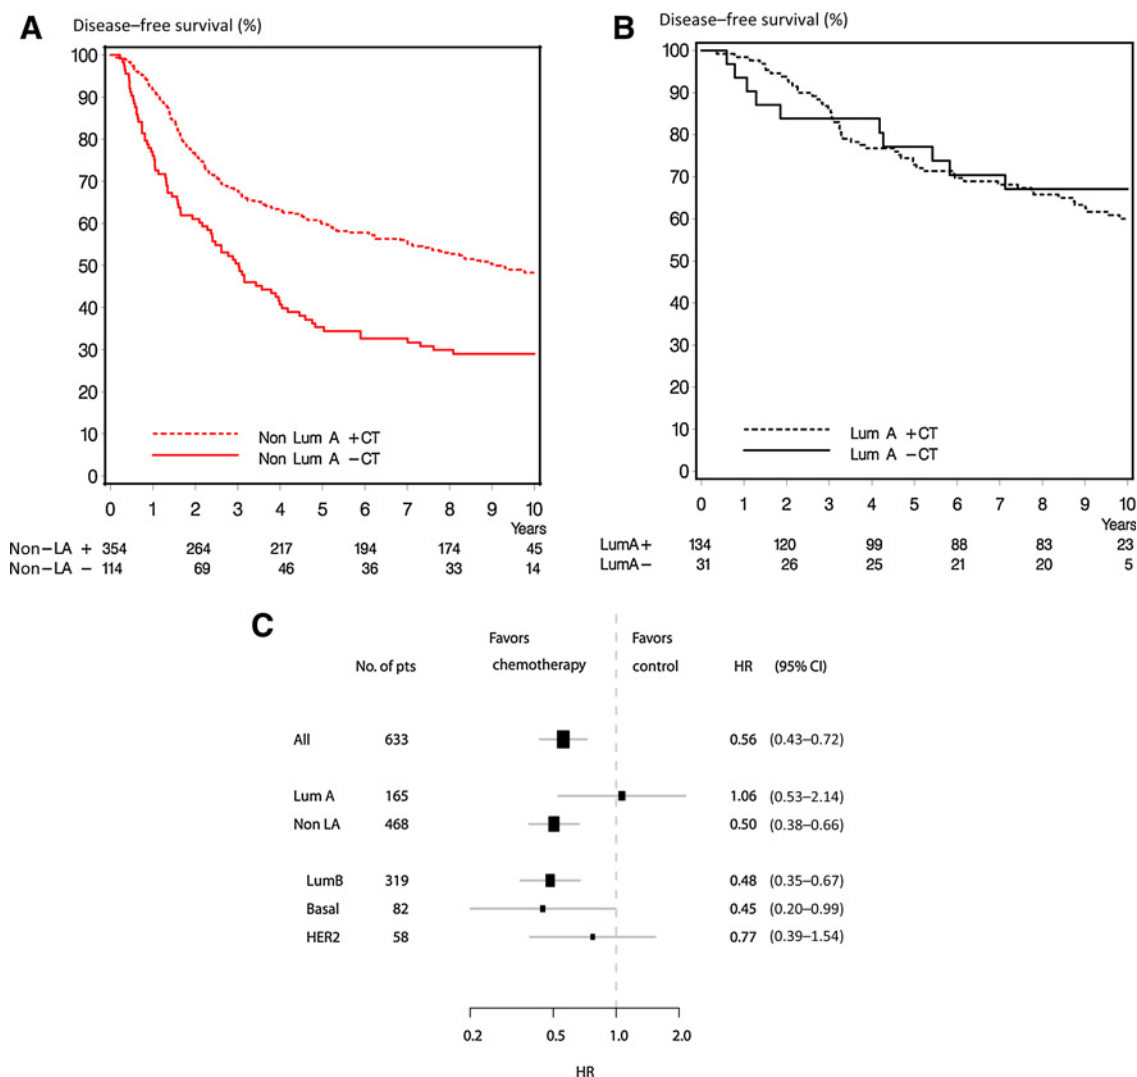 A
Disease–free survival (%)
100
90
80
70
60
50
40
30
20
10
0
Non Lum A +CT
Non Lum A −CT
0 1 2 3 4 5 6 7 8 9 10
Years
Non−LA + 354 264 217 194 174 45
Non−LA − 114 69 46 36 33 14
B
Disease–free survival (%)
100
90
80
70
60
50
40
30
20
10
0
Lum A +CT
Lum A −CT
0 1 2 3 4 5 6 7 8 9 10
Years
LumA+ 134 120 99 88 83 23
LumA− 31 26 25 21 20 5
C
Favors Favors
No. of pts chemotherapy control HR (95% CI)
All 633 0.56 (0.43–0.72)
Lum A 165 1.06 (0.53–2.14)
Non LA 468 0.50 (0.38–0.66)
LumB 319 0.48 (0.35–0.67)
Basal 82 0.45 (0.20–0.99)
HER2 58 0.77 (0.39–1.54)
0.2 0.5 1.0 2.0
HR